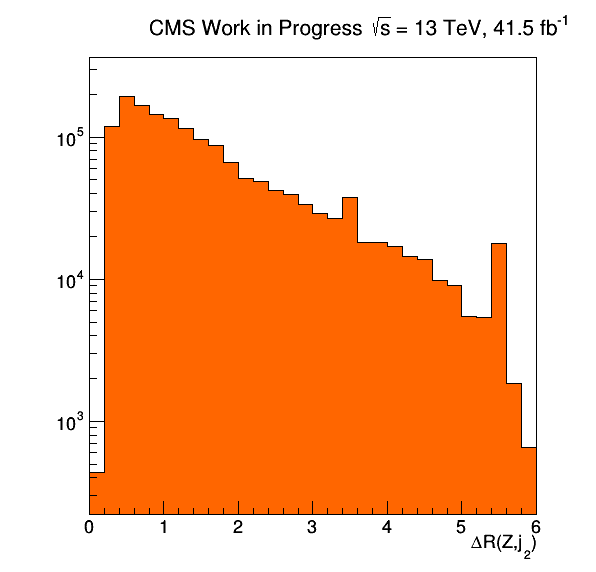 CMS Work in Progress √s = 13 TeV, 41.5 fb⁻¹
10⁵
10⁴
10³
0 1 2 3 4 5 6
ΔR(Z,j₂)